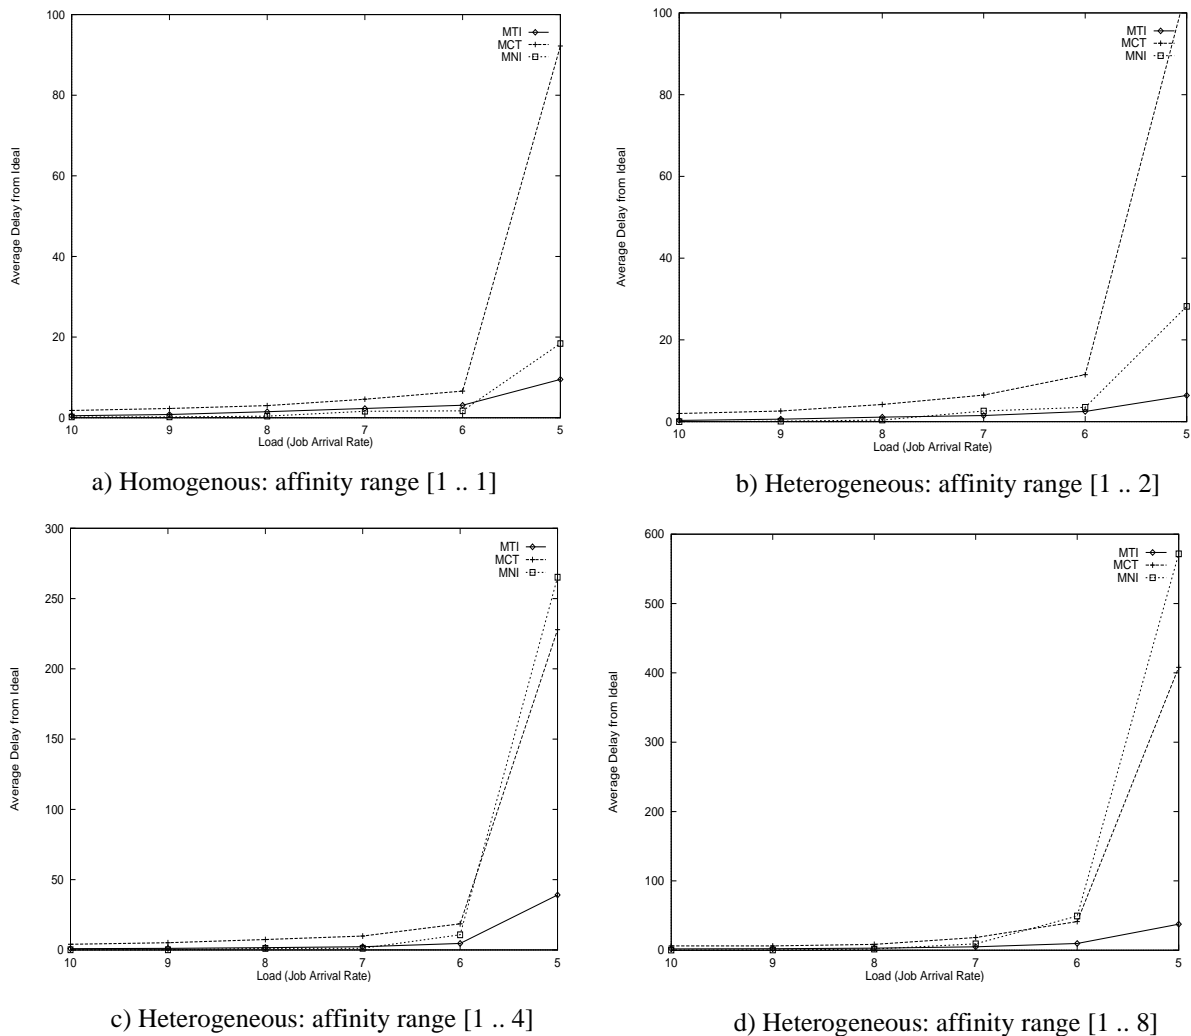 100
80
60
40
20
0
10
9
8
7
6
5
Average Delay from Ideal
Load (Job Arrival Rate)
MTI
MCT
MNI
a) Homogenous: affinity range [1 .. 1]
100
80
60
40
20
0
10
9
8
7
6
5
Average Delay from Ideal
Load (Job Arrival Rate)
MTI
MCT
MNI
b) Heterogeneous: affinity range [1 .. 2]
300
250
200
150
100
50
0
10
9
8
7
6
5
Average Delay from Ideal
Load (Job Arrival Rate)
MTI
MCT
MNI
c) Heterogeneous: affinity range [1 .. 4]
600
500
400
300
200
100
0
10
9
8
7
6
5
Average Delay from Ideal
Load (Job Arrival Rate)
MTI
MCT
MNI
d) Heterogeneous: affinity range [1 .. 8]